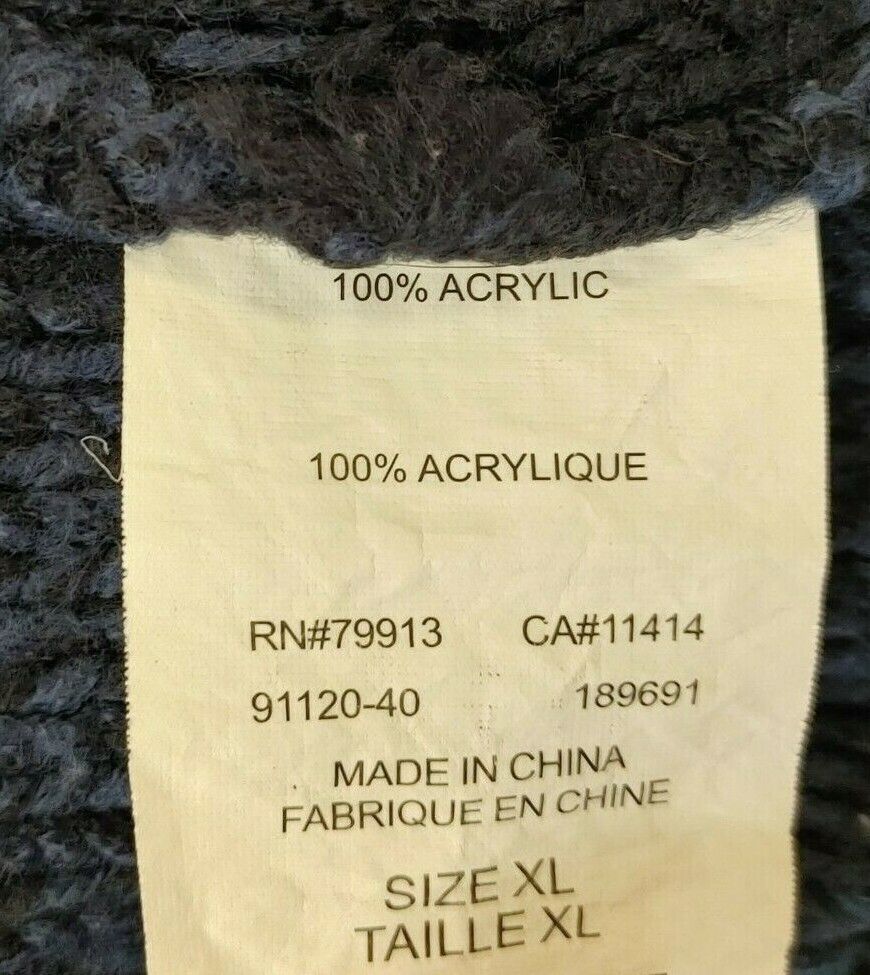 100% ACRYLIC
100% ACRYLIQUE
RN#79913 CA#11414
91120-40 189691
MADE IN CHINA
FABRIQUE EN CHINE
SIZE XL
TAILLE XL